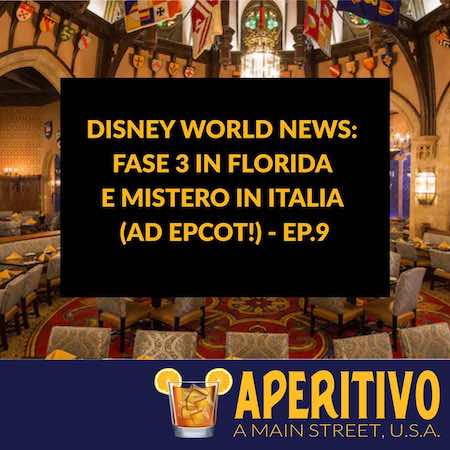 DISNEY WORLD NEWS:
FASE 3 IN FLORIDA
E MISTERO IN ITALIA
(AD EPCOT!) - EP.9
APERITIVO
A MAIN STREET, U.S.A.